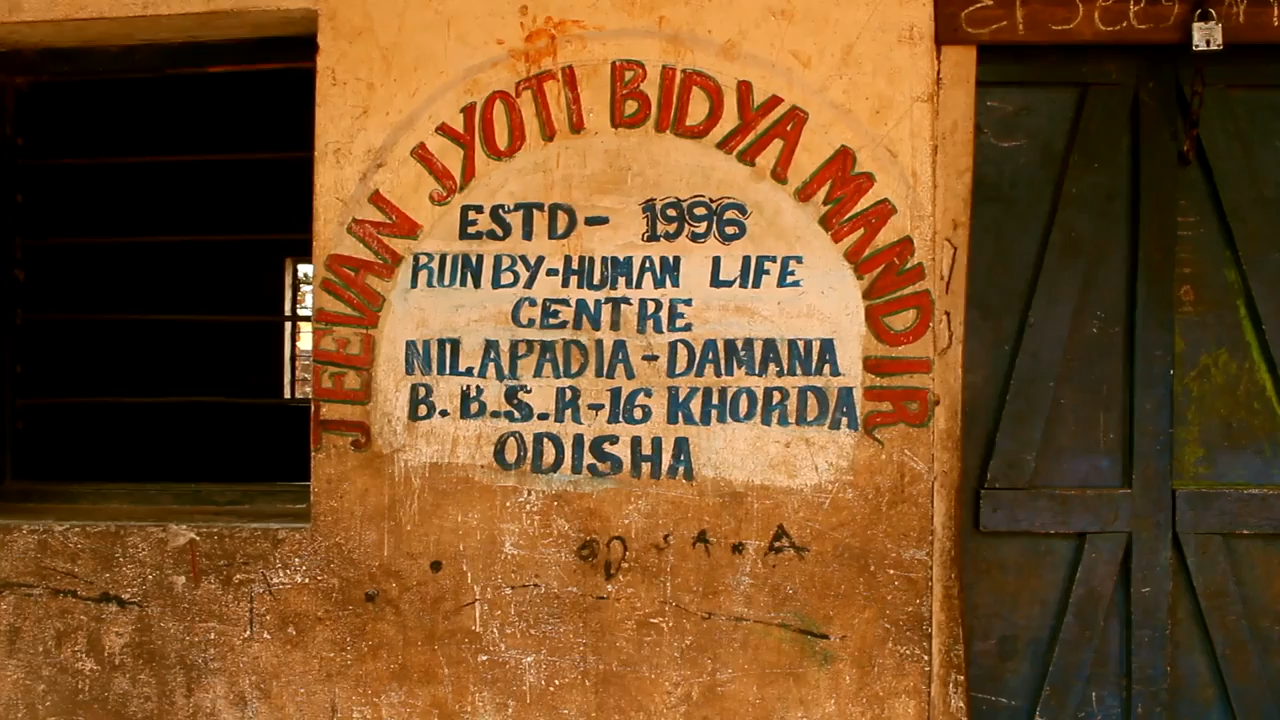 JEEVAN JYOTI BIDYA MANDIR
ESTD- 1996
RUN BY-HUMAN LIFE
CENTRE
NILAPADIA-DAMANA
B.B.S.R-16 KHORDA
ODISHA